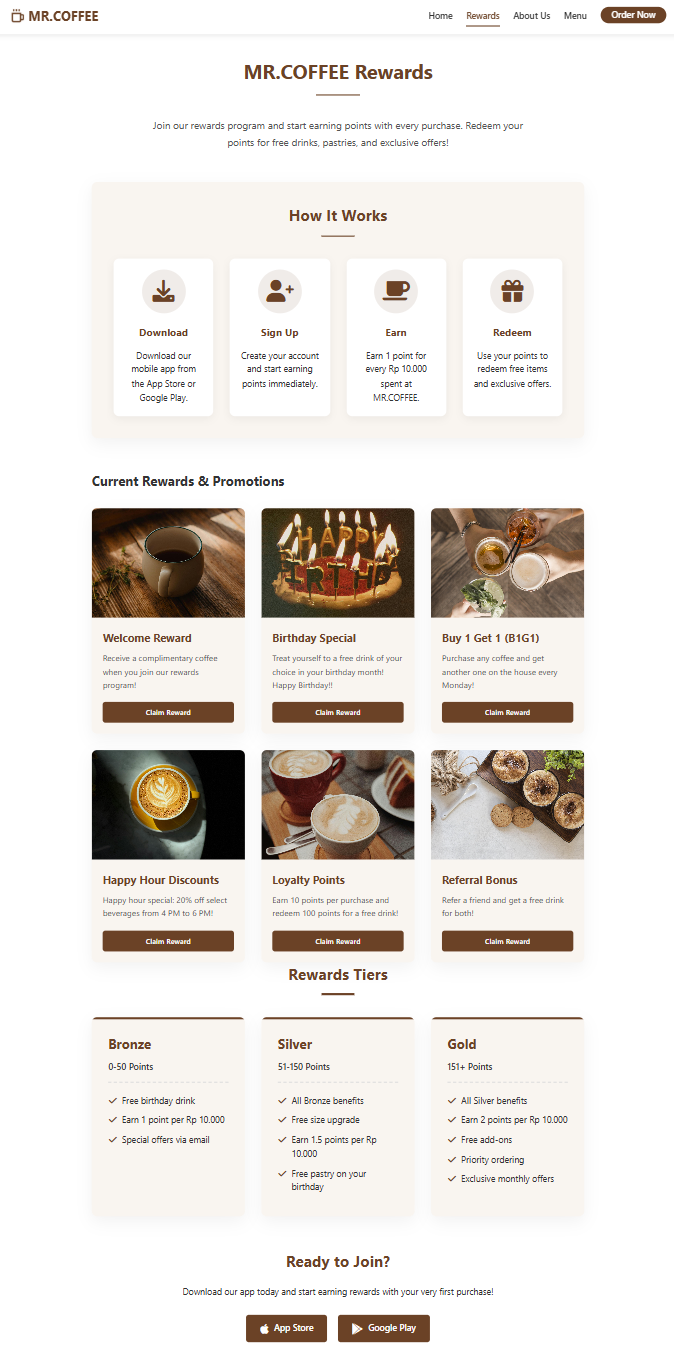 MR.COFFEE
Home Rewards About Us Menu Order Now
MR.COFFEE Rewards
Join our rewards program and start earning points with every purchase. Redeem your
points for free drinks, pastries, and exclusive offers!
How It Works
Download
Download our
mobile app from
the App Store or
Google Play.
Sign Up
Create your account
and start earning
points immediately.
Earn
Earn 1 point for
every Rp 10.000
spent at
MR.COFFEE.
Redeem
Use your points to
redeem free items
and exclusive offers.
Current Rewards & Promotions
HAPPY
BIRTHD
Welcome Reward
Receive a complimentary coffee
when you join our rewards
program!
Claim Reward
Birthday Special
Treat yourself to a free drink of your
choice in your birthday month!
Happy Birthday!!
Claim Reward
Buy 1 Get 1 (B1G1)
Purchase any coffee and get
another one on the house every
Monday!
Claim Reward
Happy Hour Discounts
Happy hour special: 20% off select
beverages from 4 PM to 6 PM!
Claim Reward
Loyalty Points
Earn 10 points per purchase and
redeem 100 points for a free drink!
Claim Reward
Referral Bonus
Refer a friend and get a free drink
for both!
Claim Reward
Rewards Tiers
Bronze
0-50 Points
Free birthday drink
Earn 1 point per Rp 10.000
Special offers via email
Silver
51-150 Points
All Bronze benefits
Free size upgrade
Earn 1.5 points per Rp
10.000
Free pastry on your
birthday
Gold
151+ Points
All Silver benefits
Earn 2 points per Rp 10.000
Free add-ons
Priority ordering
Exclusive monthly offers
Ready to Join?
Download our app today and start earning rewards with your very first purchase!
App Store
Google Play